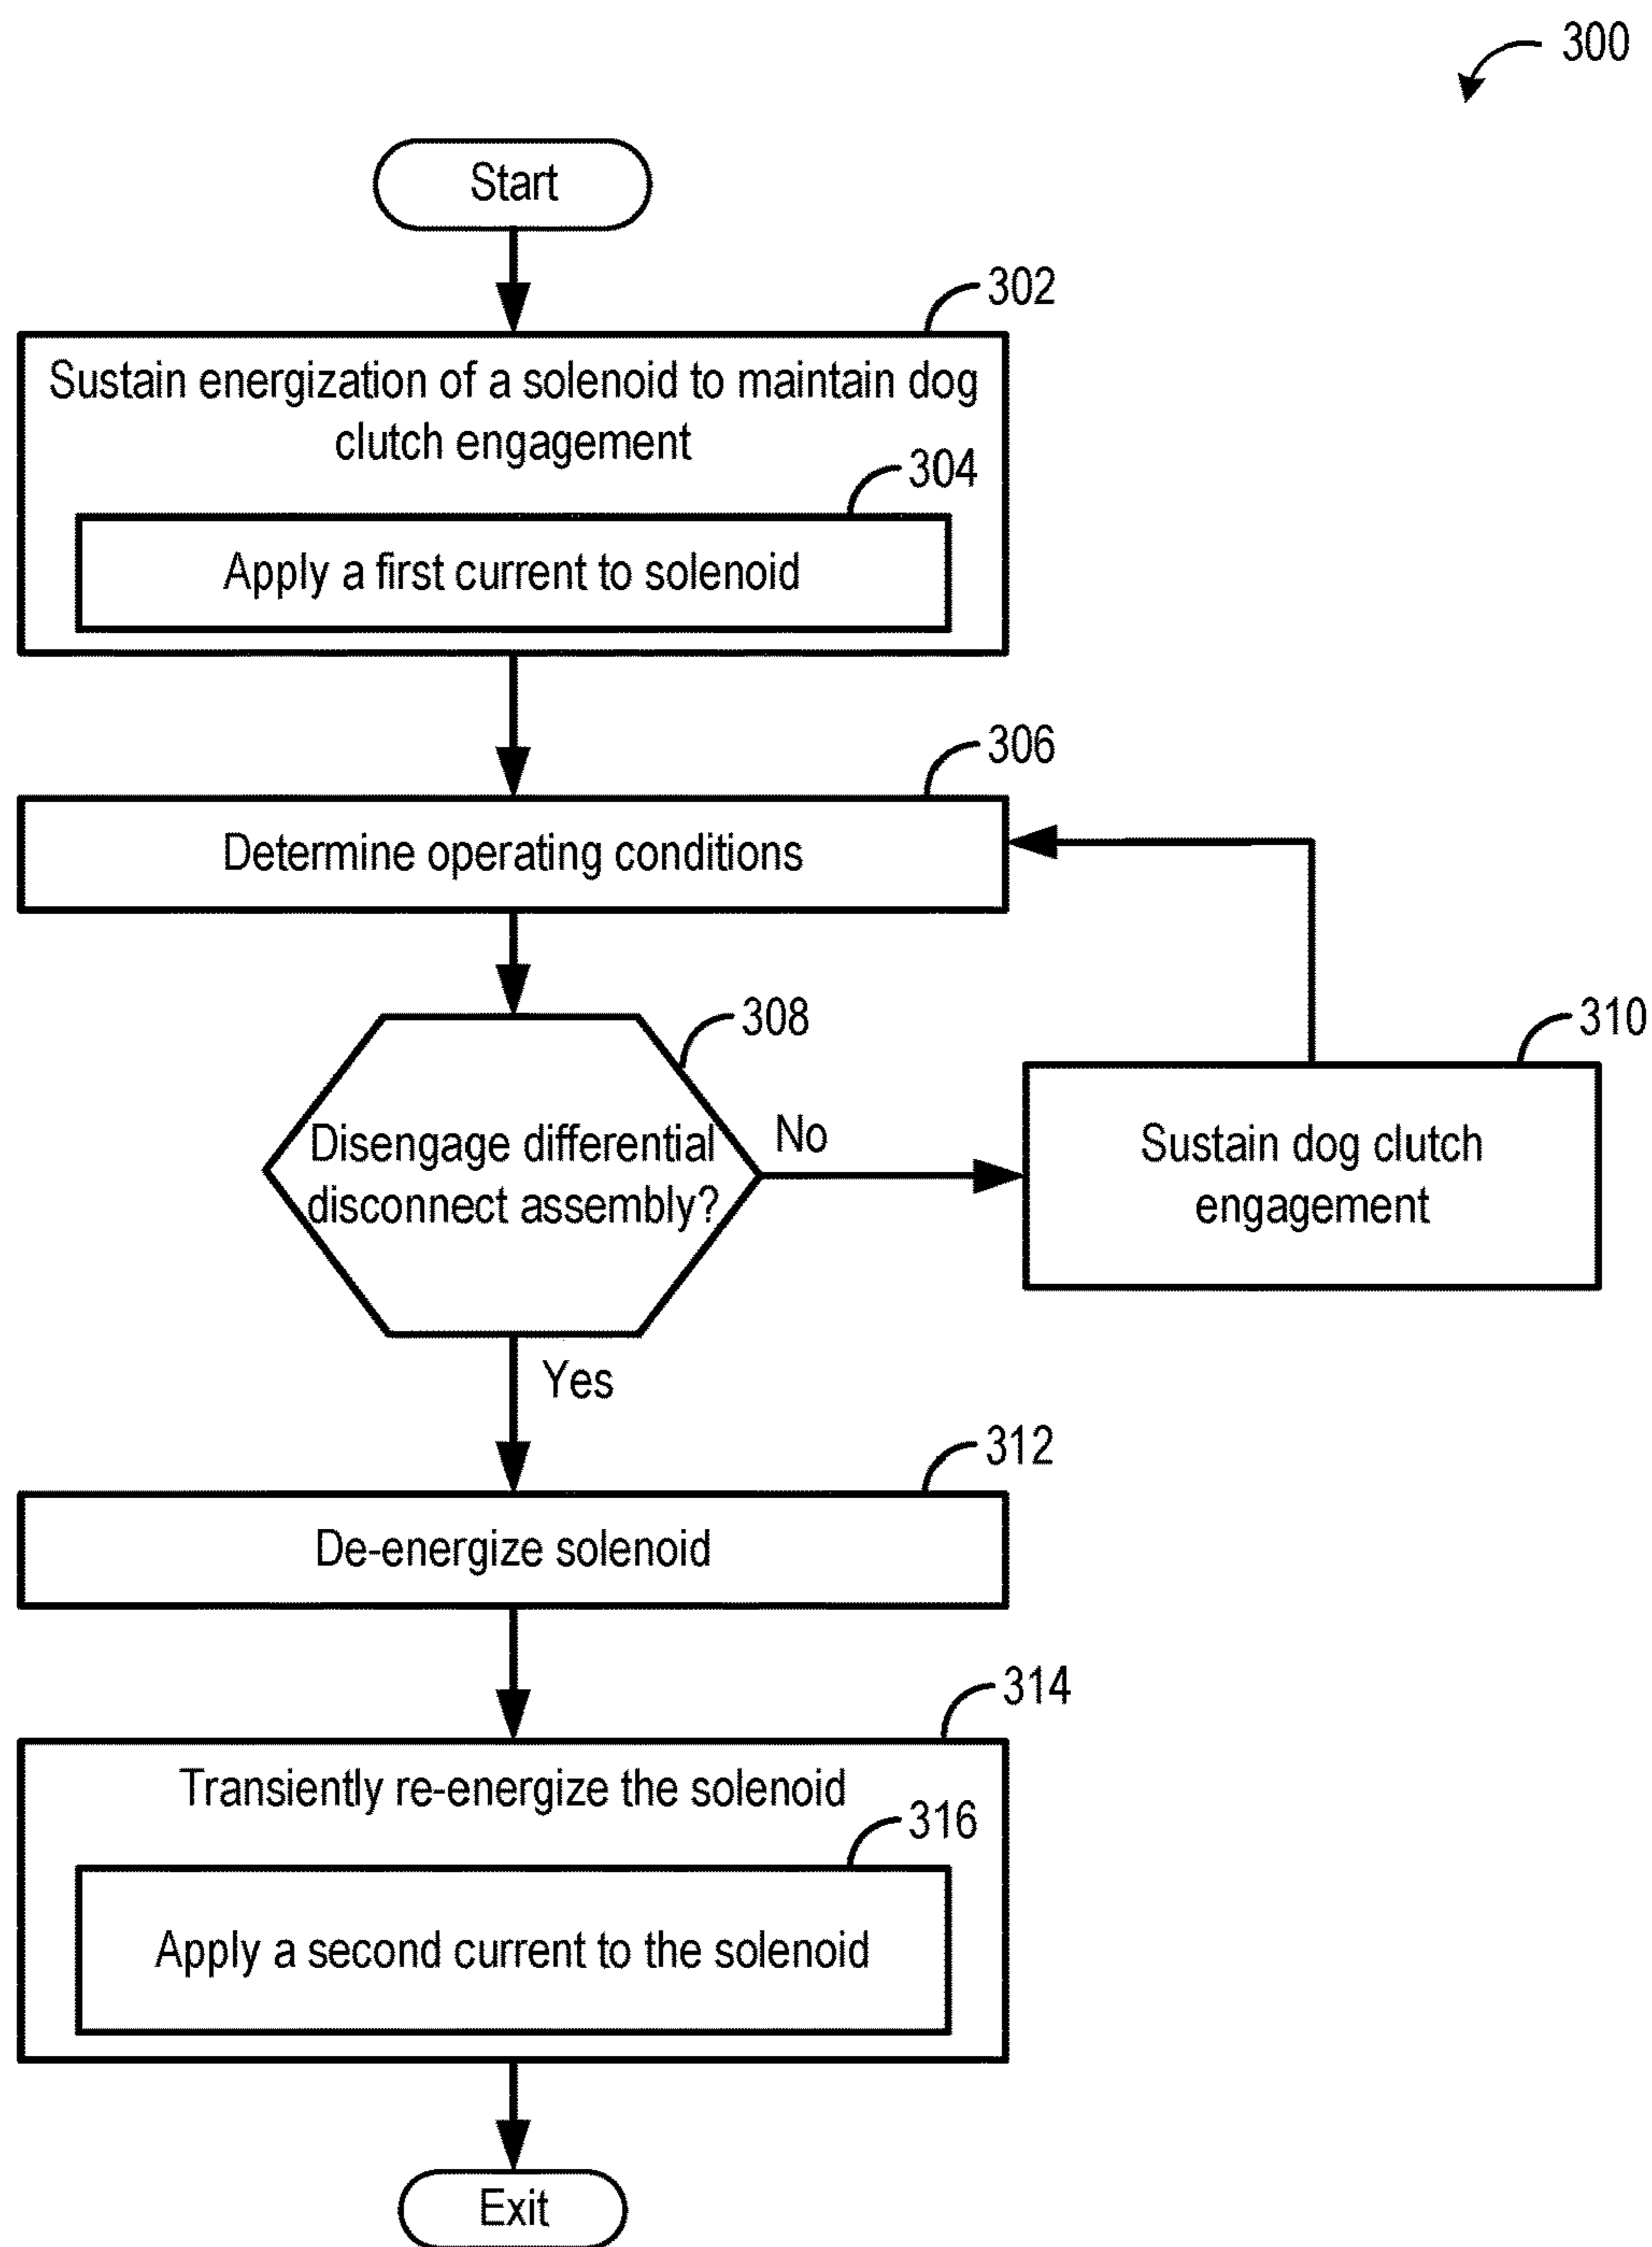 300
Start
302
Sustain energization of a solenoid to maintain dog
clutch engagement
304
Apply a first current to solenoid
306
Determine operating conditions
308
Disengage differential
disconnect assembly?
No
310
Sustain dog clutch
engagement
Yes
312
De-energize solenoid
314
Transiently re-energize the solenoid
316
Apply a second current to the solenoid
Exit